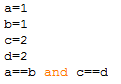 a=1
b=1
c=2
d=2
a==b and c==d